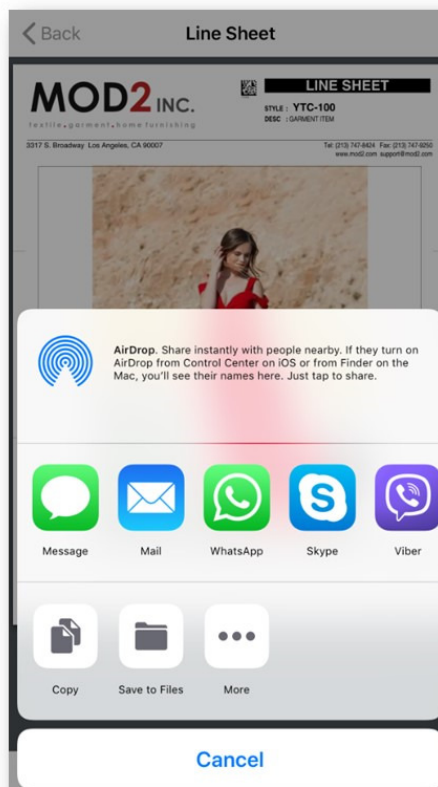 Back
Line Sheet
MOD2 INC.
textile.garment.home furnishing
LINE SHEET
STYLE : YTC-100
DESC : GARMENT ITEM
3317 S. Broadway Los Angeles, CA 90007
Tel: (213) 747-8424 Fax: (213) 747-9250
www.mod2.com support@mod2.com
AirDrop. Share instantly with people nearby. If they turn on
AirDrop from Control Center on iOS or from Finder on the
Mac, you'll see their names here. Just tap to share.
Message
Mail
WhatsApp
Skype
Viber
Copy
Save to Files
More
Cancel